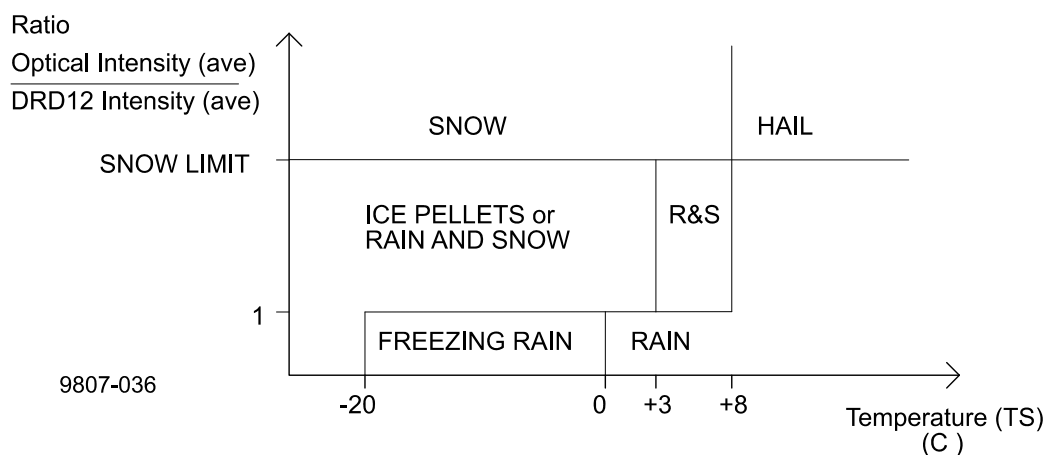 Ratio
Optical Intensity (ave)
DRD12 Intensity (ave)
SNOW
HAIL
SNOW LIMIT
ICE PELLETS or
RAIN AND SNOW
R&S
1
FREEZING RAIN
RAIN
9807-036
-20
0
+3
+8
Temperature (TS)
(C )